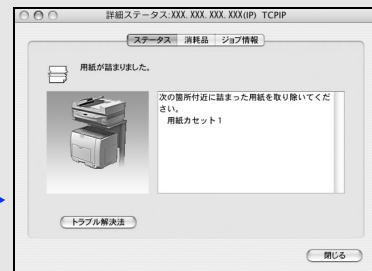 詳細ステータス:XXX. XXX. XXX. XXX(IP) TCPIP
ステータス 消耗品 ジョブ情報
用紙が詰まりました。
次の箇所付近に詰まった用紙を取り除いてくだ
さい。
用紙カセット1
トラブル解決法
閉じる